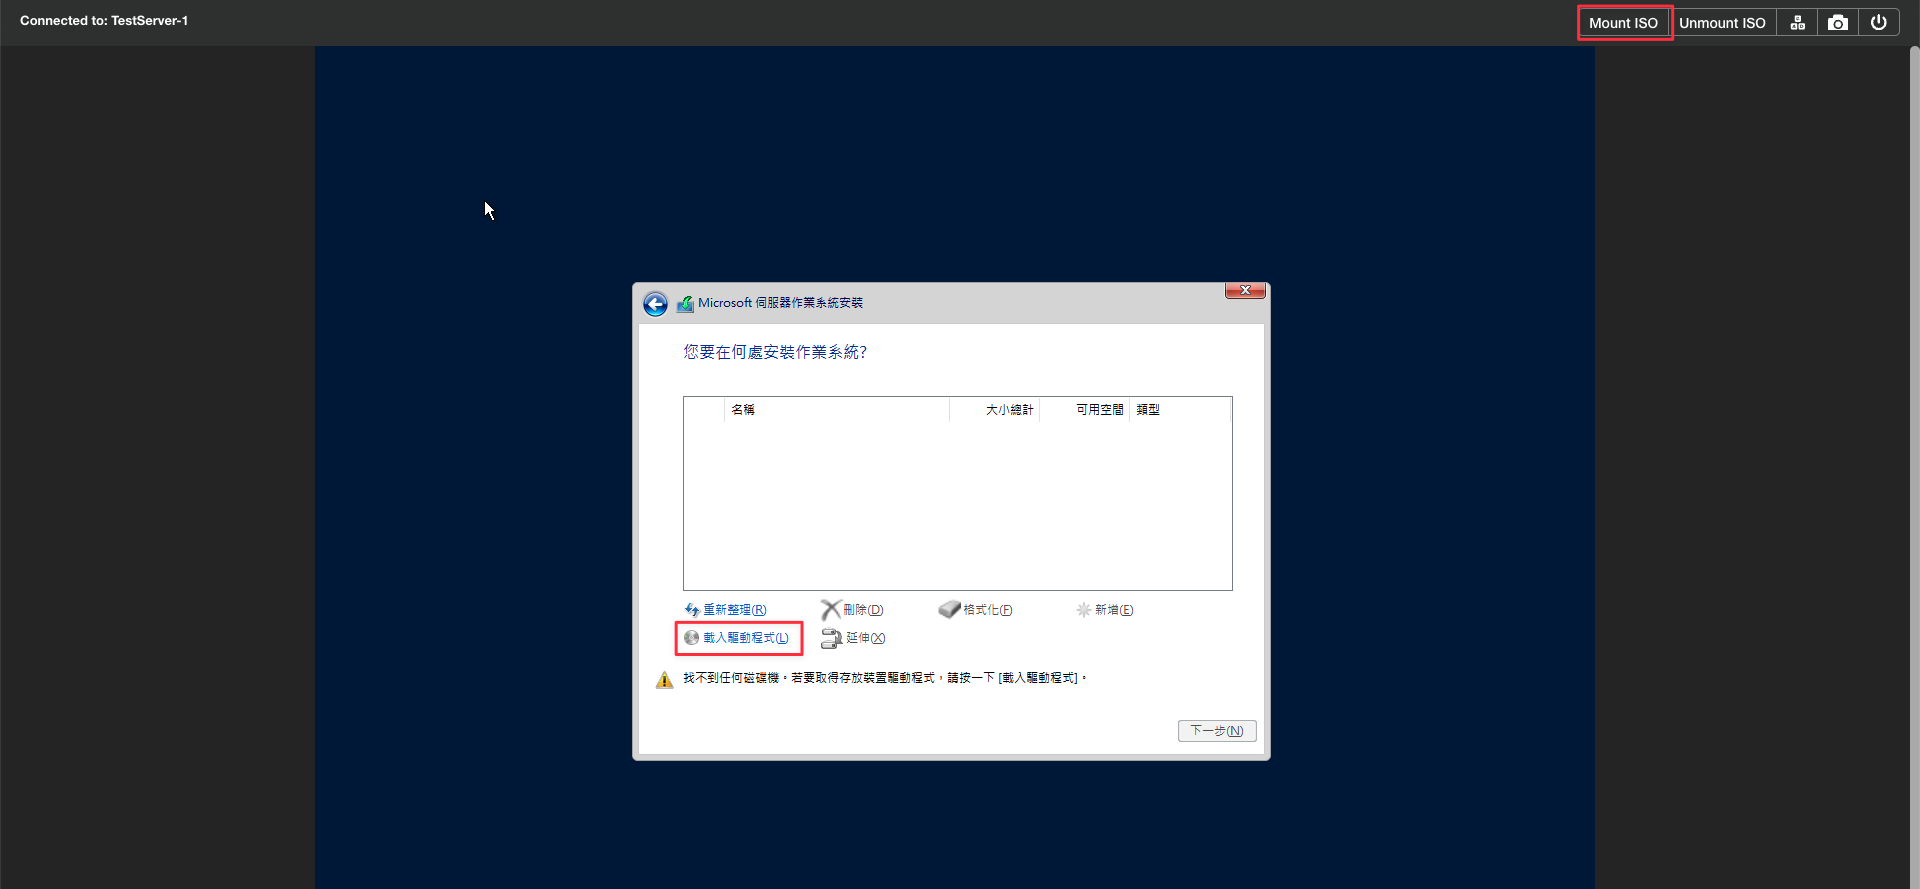 Connected to: TestServer-1
Mount ISO
Unmount ISO
Microsoft 伺服器作業系統安裝
您要在何處安裝作業系統?
名稱 大小總計 可用空間 類型
重新整理(R) 刪除(D) 格式化(F) 新增(E)
載入驅動程式(L) 延伸(X)
找不到任何磁碟機。若要取得存放裝置驅動程式，請按一下 [載入驅動程式]。
下一步(N)